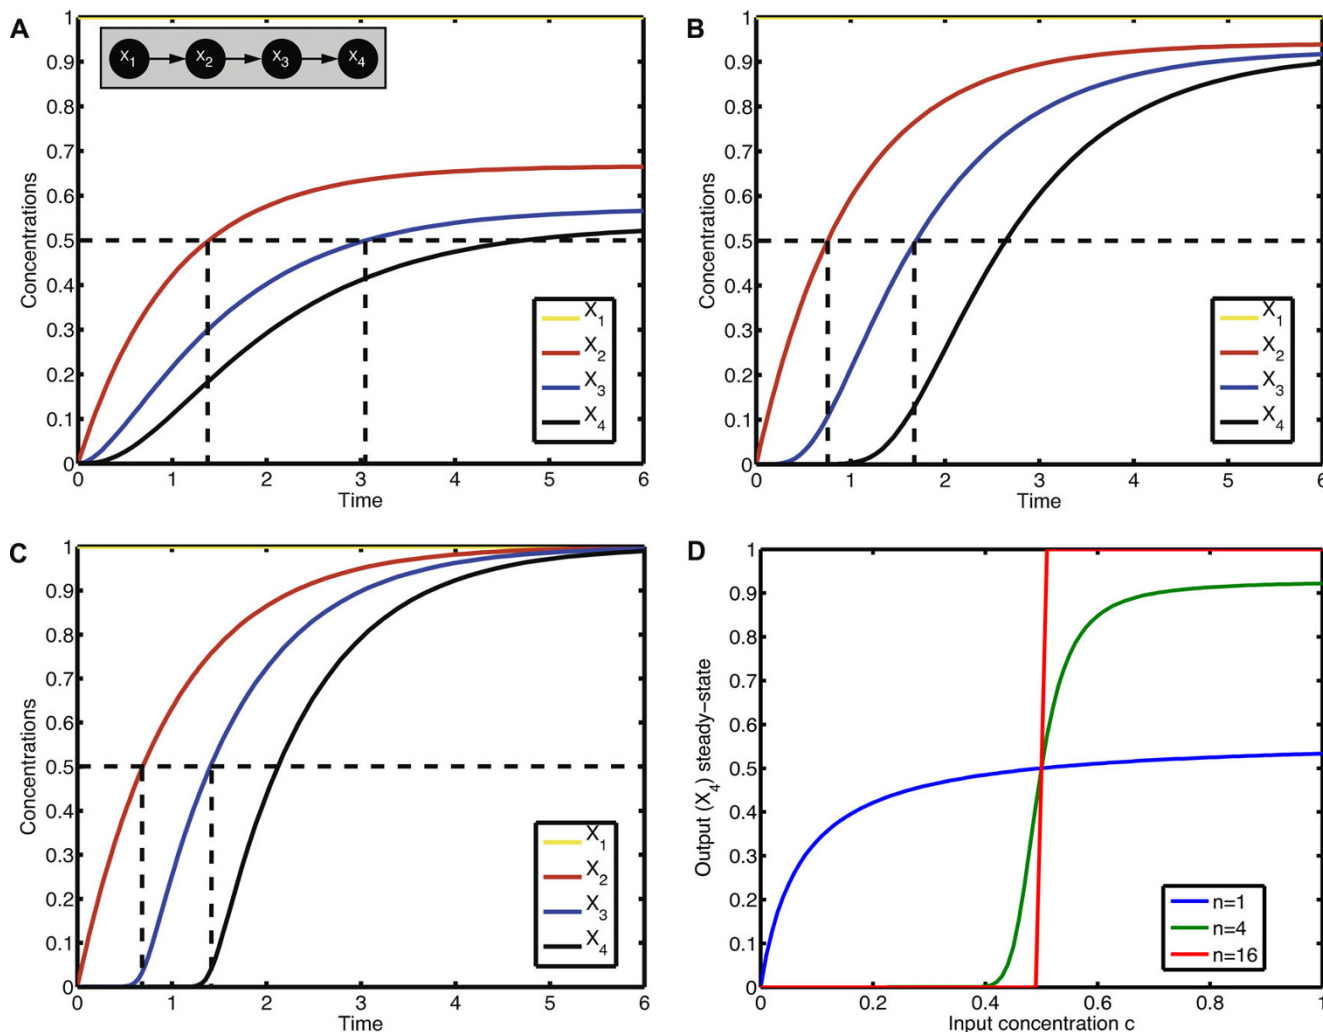 A
X1 X2 X3 X4
1
0.9
0.8
0.7
0.6
0.5
0.4
0.3
0.2
0.1
0
Concentrations
0 1 2 3 4 5 6
Time
X1
X2
X3
X4
B
1
0.9
0.8
0.7
0.6
0.5
0.4
0.3
0.2
0.1
0
Concentrations
0 1 2 3 4 5 6
Time
X1
X2
X3
X4
C
1
0.9
0.8
0.7
0.6
0.5
0.4
0.3
0.2
0.1
0
Concentrations
0 1 2 3 4 5 6
Time
X1
X2
X3
X4
D
1
0.9
0.8
0.7
0.6
0.5
0.4
0.3
0.2
0.1
0
Output (X4) steady-state
0 0.2 0.4 0.6 0.8 1
Input concentration c
n=1
n=4
n=16